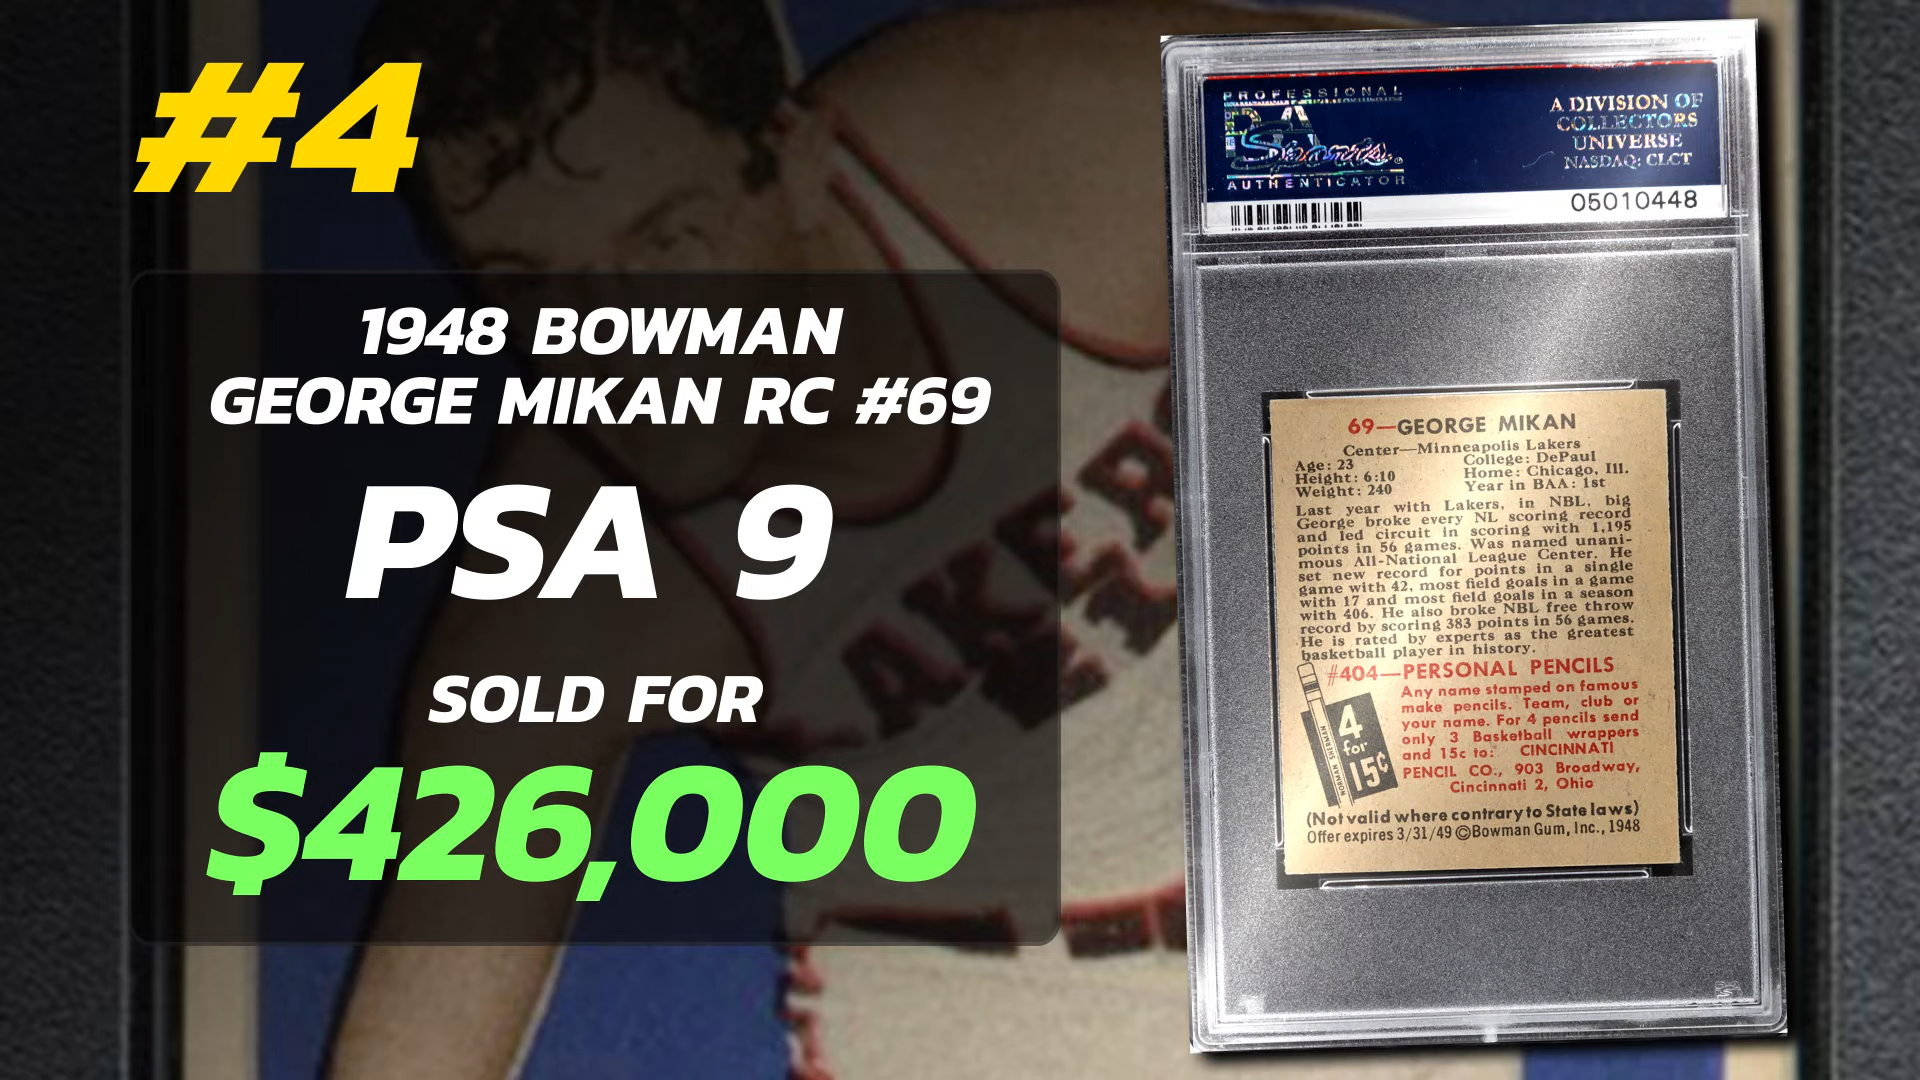 #4
1948 BOWMAN
GEORGE MIKAN RC #69
PSA 9
SOLD FOR
$426,000
PROFESSIONAL
AUTHENTICATOR
A DIVISION OF
COLLECTORS
UNIVERSE
NASDAQ: CLCT
05010448
69—GEORGE MIKAN
Center—Minneapolis Lakers
Age: 23 College: DePaul
Height: 6:10 Home: Chicago, Ill.
Weight: 240 Year in BAA: 1st
Last year with Lakers, in NBL, big
George broke every NL scoring record
and led circuit in scoring with 1,195
points in 56 games. Was named unani-
mous All-National League Center. He
set new record for points in a single
game with 42, most field goals in a game
with 17 and most field goals in a season
with 406. He also broke NBL free throw
record by scoring 383 points in 56 games.
He is rated by experts as the greatest
basketball player in history.
#404—PERSONAL PENCILS
Any name stamped on famous
make pencils. Team, club or
your name. For 4 pencils send
only 3 Basketball wrappers
and 15c to: CINCINNATI
PENCIL CO., 903 Broadway,
Cincinnati 2, Ohio
NORMAN SHERMAN
4
for
15¢
(Not valid where contrary to State laws)
Offer expires 3/31/49 ©Bowman Gum, Inc., 1948